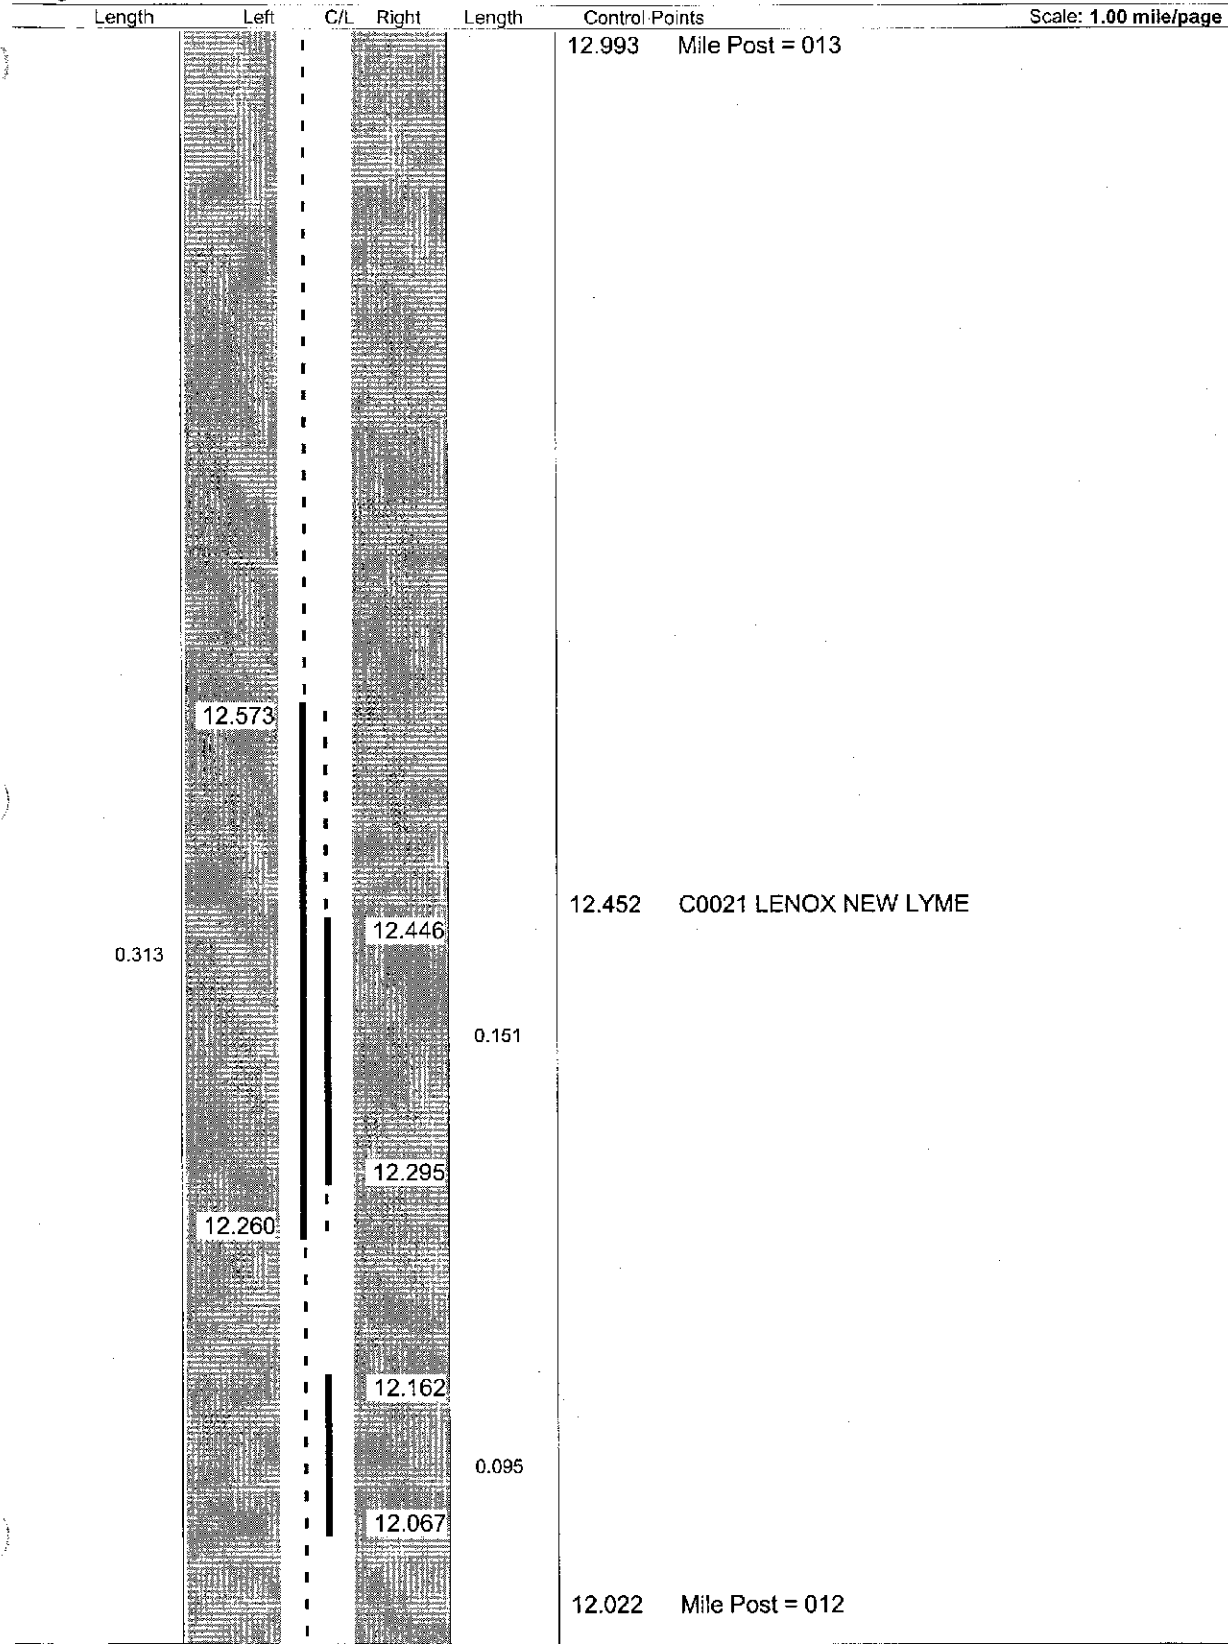 Length Left C/L Right Length Control Points Scale: 1.00 mile/page
12.993 Mile Post = 013
12.573
12.452 C0021 LENOX NEW LYME
12.446
0.313
0.151
12.295
12.260
12.162
0.095
12.067
12.022 Mile Post = 012